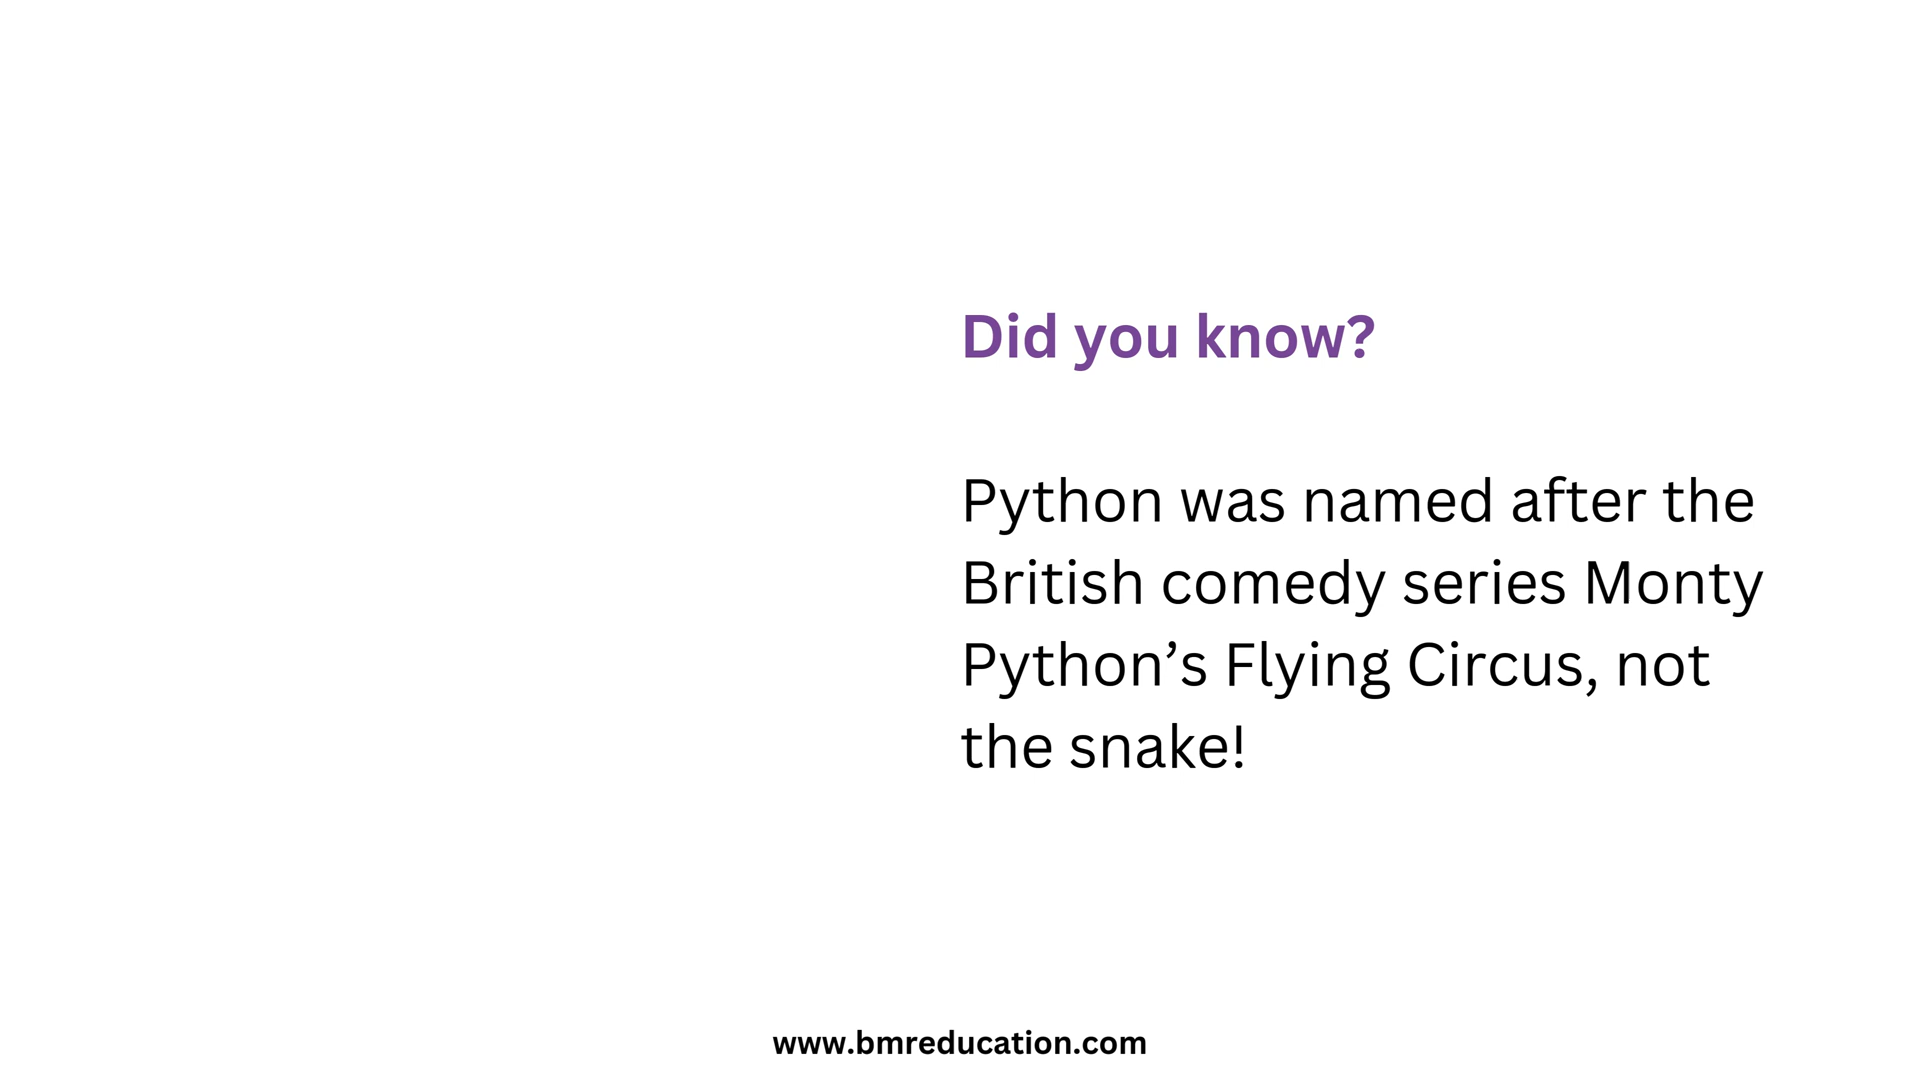 Did you know?
Python was named after the
British comedy series Monty
Python’s Flying Circus, not
the snake!
www.bmreducation.com